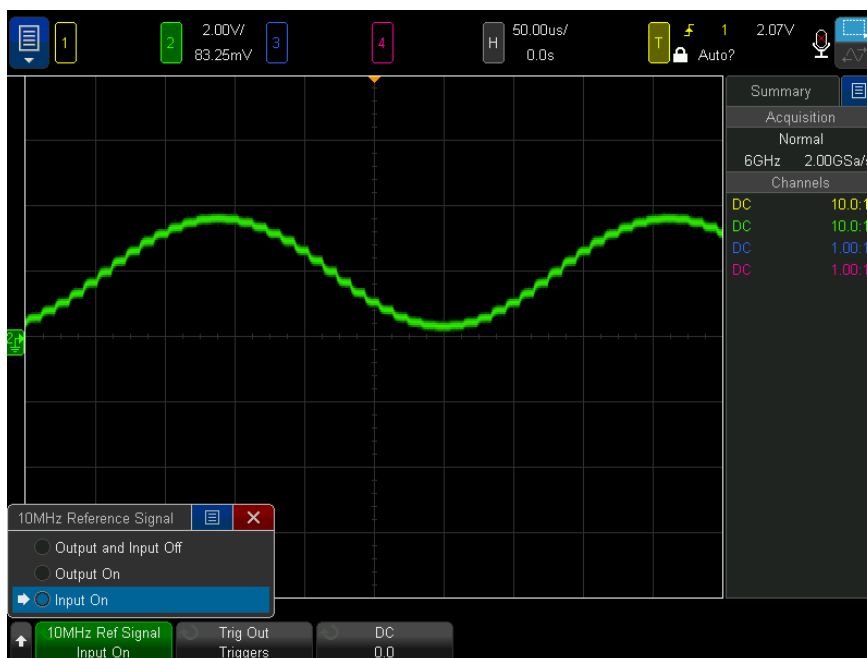 1
2
2.00V/
83.25mV
3
4
H
50.00us/
0.0s
T
1
2.07V
Auto?
Summary
Acquisition
Normal
6GHz 2.00GSa/s
Channels
DC 10.0:1
DC 10.0:1
DC 1.00:1
DC 1.00:1
2
10MHz Reference Signal
Output and Input Off
Output On
Input On
10MHz Ref Signal
Input On
Trig Out
Triggers
DC
0.0